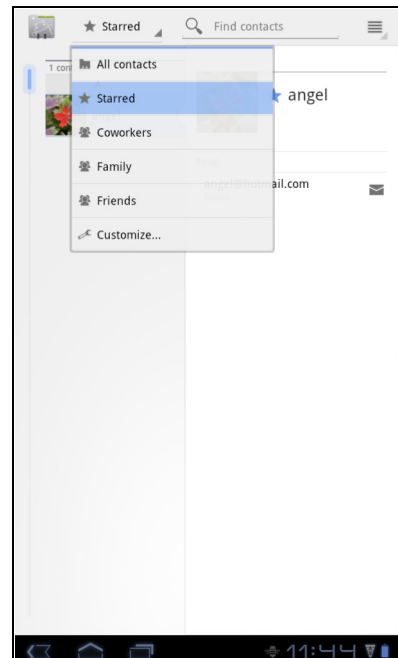 Starred
Find contacts
1 con
All contacts
Starred
angel
Coworkers
Family
ail.com
Friends
Customize...
11:44